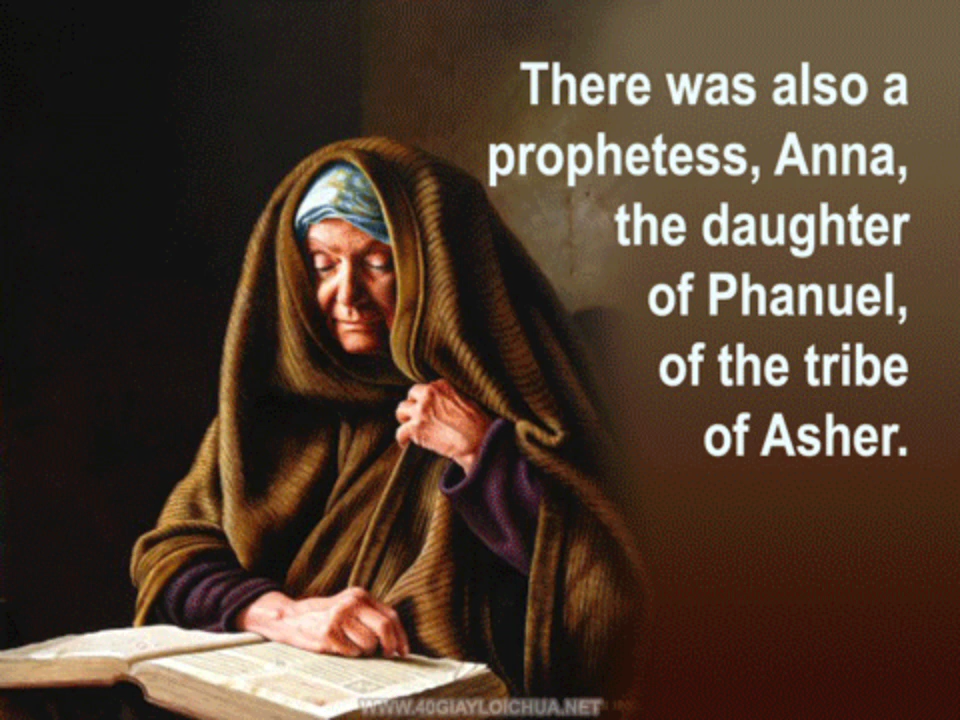 There was also a
prophetess, Anna,
the daughter
of Phanuel,
of the tribe
of Asher.
WWW.40GIAYLOICHUA.NET